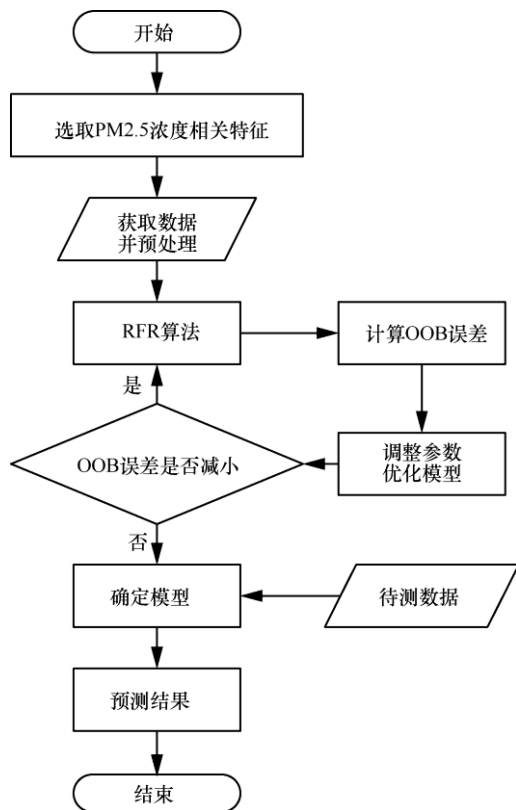 开始
选取PM2.5浓度相关特征
获取数据
并预处理
RFR算法
计算OOB误差
是
OOB误差是否减小
调整参数
优化模型
否
确定模型
待测数据
预测结果
结束